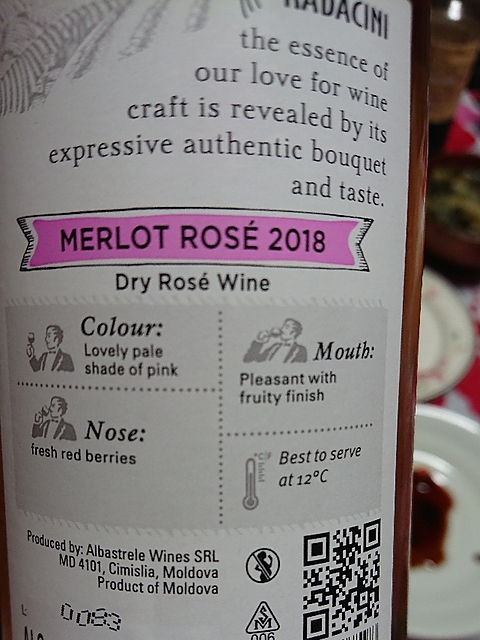 RADACINI
the essence of
our love for wine
craft is revealed by its
expressive authentic bouquet
and taste.
MERLOT ROSÉ 2018
Dry Rosé Wine
Colour:
Lovely pale
shade of pink
Nose:
fresh red berries
Mouth:
Pleasant with
fruity finish
°C/F
Best to serve
at 12°C
Produced by: Albastrele Wines SRL
MD 4101, Cimislia, Moldova
Product of Moldova
L: 0083
M
006